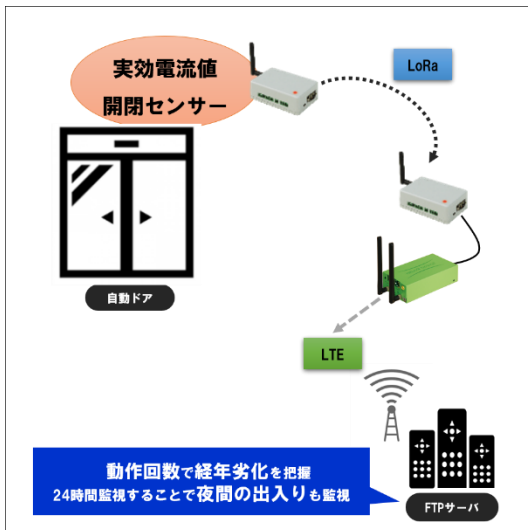 実効電流値
開閉センサー
LoRa
自動ドア
LTE
動作回数で経年劣化を把握
24時間監視することで夜間の出入りも監視
FTPサーバ